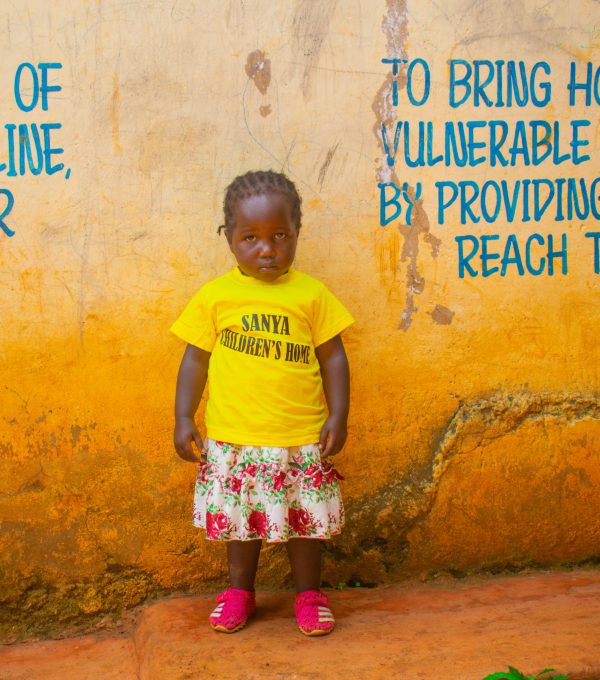 OF
LINE,
R
TO BRING HO
VULNERABLE
BY PROVIDING
REACH T
SANYA
CHILDREN'S HOME